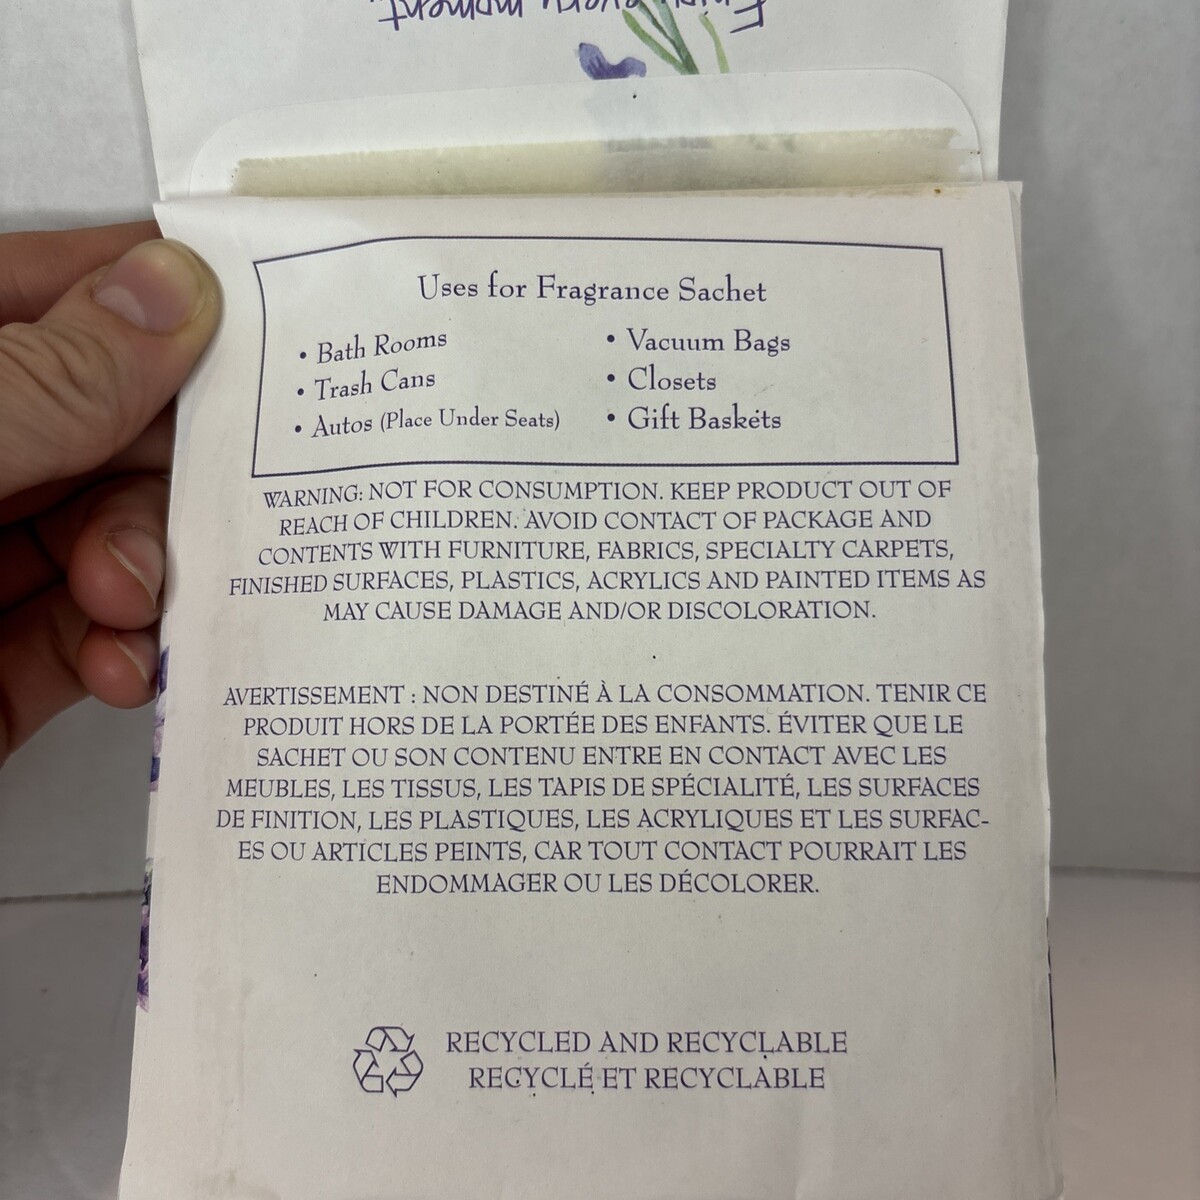 Enjoy every moment.
Uses for Fragrance Sachet
• Bath Rooms
• Trash Cans
• Autos (Place Under Seats)
• Vacuum Bags
• Closets
• Gift Baskets
WARNING: NOT FOR CONSUMPTION. KEEP PRODUCT OUT OF
REACH OF CHILDREN. AVOID CONTACT OF PACKAGE AND
CONTENTS WITH FURNITURE, FABRICS, SPECIALTY CARPETS,
FINISHED SURFACES, PLASTICS, ACRYLICS AND PAINTED ITEMS AS
MAY CAUSE DAMAGE AND/OR DISCOLORATION.
AVERTISSEMENT : NON DESTINÉ À LA CONSOMMATION. TENIR CE
PRODUIT HORS DE LA PORTÉE DES ENFANTS. ÉVITER QUE LE
SACHET OU SON CONTENU ENTRE EN CONTACT AVEC LES
MEUBLES, LES TISSUS, LES TAPIS DE SPÉCIALITÉ, LES SURFACES
DE FINITION, LES PLASTIQUES, LES ACRYLIQUES ET LES SURFAC-
ES OU ARTICLES PEINTS, CAR TOUT CONTACT POURRAIT LES
ENDOMMAGER OU LES DÉCOLORER.
RECYCLED AND RECYCLABLE
RECYCLÉ ET RECYCLABLE